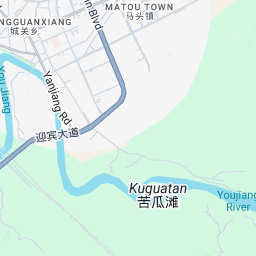 NGGUANXIANG
城关乡
MATOU TOWN
马头镇
in Blvd
Yanjiang Rd
You Jiang
迎宾大道
Kuguatan
苦瓜滩
Youjiang
River